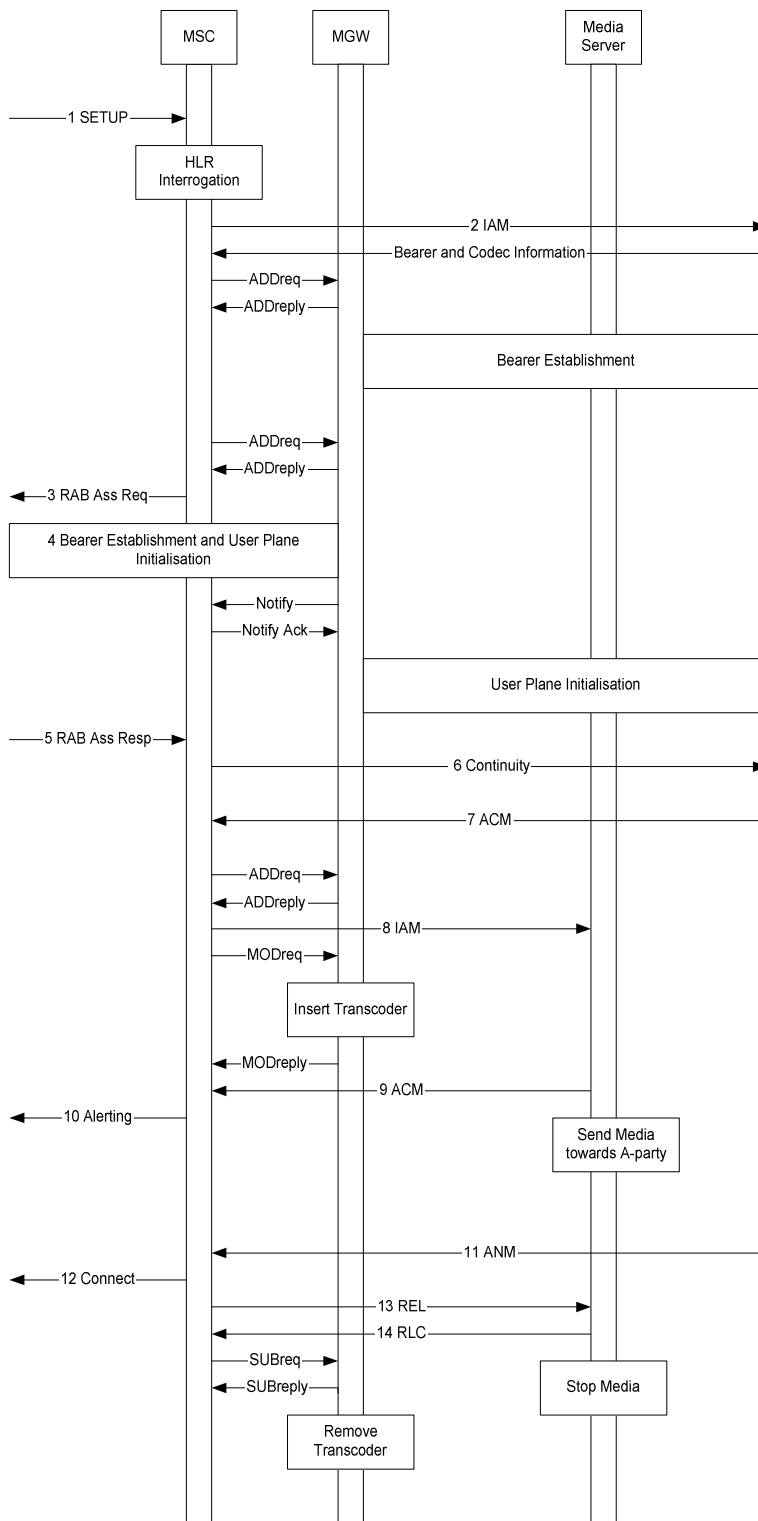 MSC
MGW
Media
Server
1 SETUP
HLR
Interrogation
2 IAM
Bearer and Codec Information
ADDreq
ADDreply
Bearer Establishment
ADDreq
ADDreply
3 RAB Ass Req
4 Bearer Establishment and User Plane
Initialisation
Notify
Notify Ack
User Plane Initialisation
5 RAB Ass Resp
6 Continuity
7 ACM
ADDreq
ADDreply
8 IAM
MODreq
Insert Transcoder
MODreply
9 ACM
10 Alerting
Send Media
towards A-party
11 ANM
12 Connect
13 REL
14 RLC
SUBreq
SUBreply
Stop Media
Remove
Transcoder